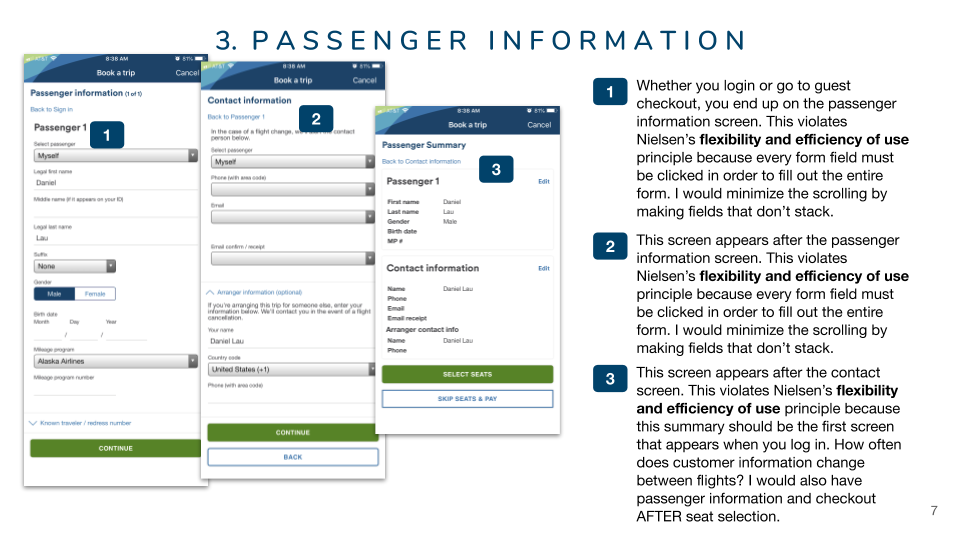 3. PASSENGER INFORMATION
AT&T 8:36 AM 81%
Book a trip Cancel
Passenger information (1 of 1)
Back to Sign in
Passenger 1
1
Select passenger
Myself
Legal first name
Daniel
Middle name (if it appears on your ID)
Legal last name
Lau
Suffix
None
Gender
Male Female
Birth date
Month Day Year
/ /
Mileage program
Alaska Airlines
Mileage program number
Known traveler / redress number
CONTINUE
8:38 AM 81%
Book a trip Cancel
Contact information
Back to Passenger 1
2
In the case of a flight change, contact
person below.
Select passenger
Myself
Phone (with area code)
Email
Email confirm / receipt
Arranger information (optional)
If you're arranging this trip for someone else, enter your
information below. We'll contact you in the event of a flight
cancellation.
Your name
Daniel Lau
Country code
United States (+1)
Phone (with area code)
CONTINUE
BACK
AT&T 8:38 AM 81%
Book a trip Cancel
Passenger Summary
Back to Contact information
3
Passenger 1 Edit
First name Daniel
Last name Lau
Gender Male
Birth date
MP #
Contact information Edit
Name Daniel Lau
Phone
Email
Email receipt
Arranger contact info
Name Daniel Lau
Phone
SELECT SEATS
SKIP SEATS & PAY
1 Whether you login or go to guest
checkout, you end up on the passenger
information screen. This violates
Nielsen's flexibility and efficiency of use
principle because every form field must
be clicked in order to fill out the entire
form. I would minimize the scrolling by
making fields that don't stack.
2 This screen appears after the passenger
information screen. This violates
Nielsen's flexibility and efficiency of use
principle because every form field must
be clicked in order to fill out the entire
form. I would minimize the scrolling by
making fields that don't stack.
3 This screen appears after the contact
screen. This violates Nielsen's flexibility
and efficiency of use principle because
this summary should be the first screen
that appears when you log in. How often
does customer information change
between flights? I would also have
passenger information and checkout
AFTER seat selection.
7